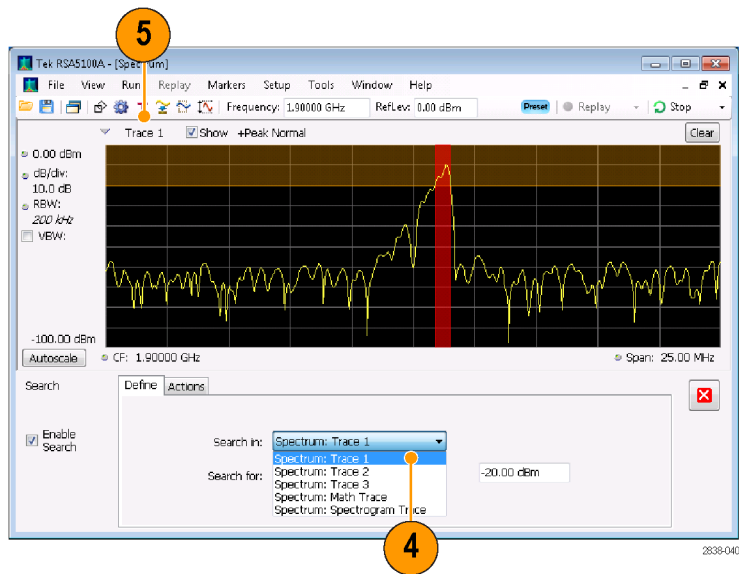 5
Tek RSA5100A - [Spectrum]
File View Run Replay Markers Setup Tools Window Help
Frequency: 1.90000 GHz RefLev: 0.00 dBm Preset Replay Stop
Trace 1 Show +Peak Normal Clear
0.00 dBm
dB/div:
10.0 dB
RBW:
200 kHz
VBW:
-100.00 dBm
Autoscale CF: 1.90000 GHz Span: 25.00 MHz
Search Define Actions
Enable
Search
Search in: Spectrum: Trace 1
Spectrum: Trace 1
Search for: Spectrum: Trace 2 -20.00 dBm
Spectrum: Trace 3
Spectrum: Math Trace
Spectrum: Spectrogram Trace
4
2838-040